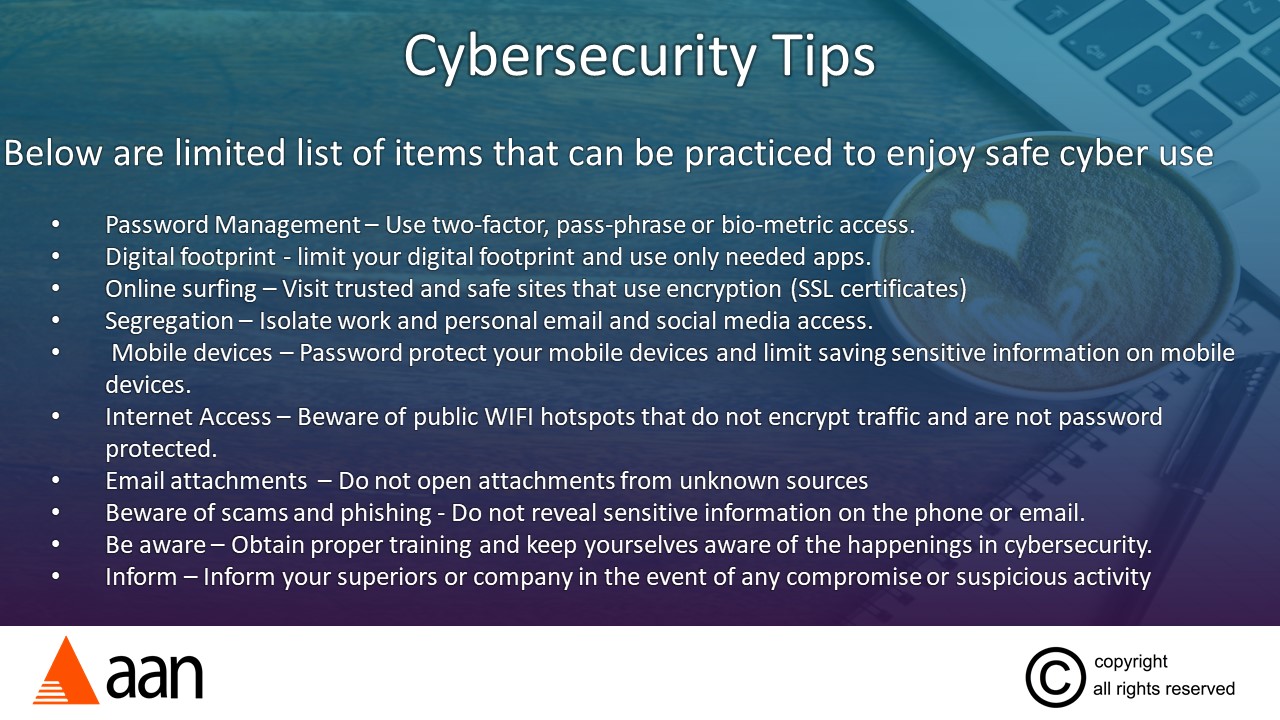 Cybersecurity Tips
Below are limited list of items that can be practiced to enjoy safe cyber use
• Password Management – Use two-factor, pass-phrase or bio-metric access.
• Digital footprint - limit your digital footprint and use only needed apps.
• Online surfing – Visit trusted and safe sites that use encryption (SSL certificates)
• Segregation – Isolate work and personal email and social media access.
• Mobile devices – Password protect your mobile devices and limit saving sensitive information on mobile
devices.
• Internet Access – Beware of public WIFI hotspots that do not encrypt traffic and are not password
protected.
• Email attachments – Do not open attachments from unknown sources
• Beware of scams and phishing - Do not reveal sensitive information on the phone or email.
• Be aware – Obtain proper training and keep yourselves aware of the happenings in cybersecurity.
• Inform – Inform your superiors or company in the event of any compromise or suspicious activity
aan
© copyright
all rights reserved